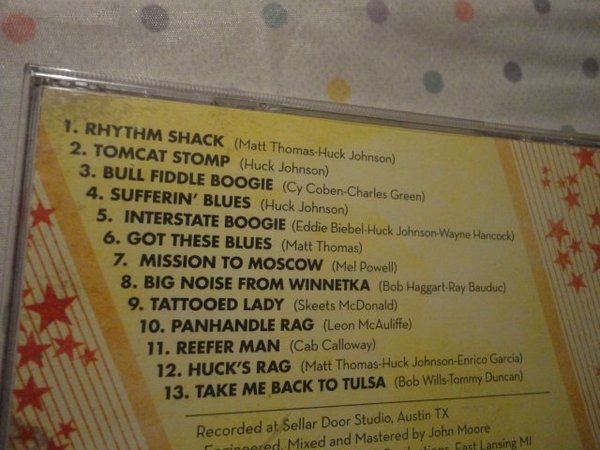 1. RHYTHM SHACK (Matt Thomas-Huck Johnson)
2. TOMCAT STOMP (Huck Johnson)
3. BULL FIDDLE BOOGIE (Cy Coben-Charles Green)
4. SUFFERIN' BLUES (Huck Johnson)
5. INTERSTATE BOOGIE (Eddie Biebel-Huck Johnson-Wayne Hancock)
6. GOT THESE BLUES (Matt Thomas)
7. MISSION TO MOSCOW (Mel Powell)
8. BIG NOISE FROM WINNETKA (Bob Haggart-Ray Bauduc)
9. TATTOOED LADY (Skeets McDonald)
10. PANHANDLE RAG (Leon McAuliffe)
11. REEFER MAN (Cab Calloway)
12. HUCK'S RAG (Matt Thomas-Huck Johnson-Enrico Garcia)
13. TAKE ME BACK TO TULSA (Bob Wills-Tommy Duncan)
Recorded at Sellar Door Studio, Austin TX
Engineered, Mixed and Mastered by John Moore
East Lansing MI